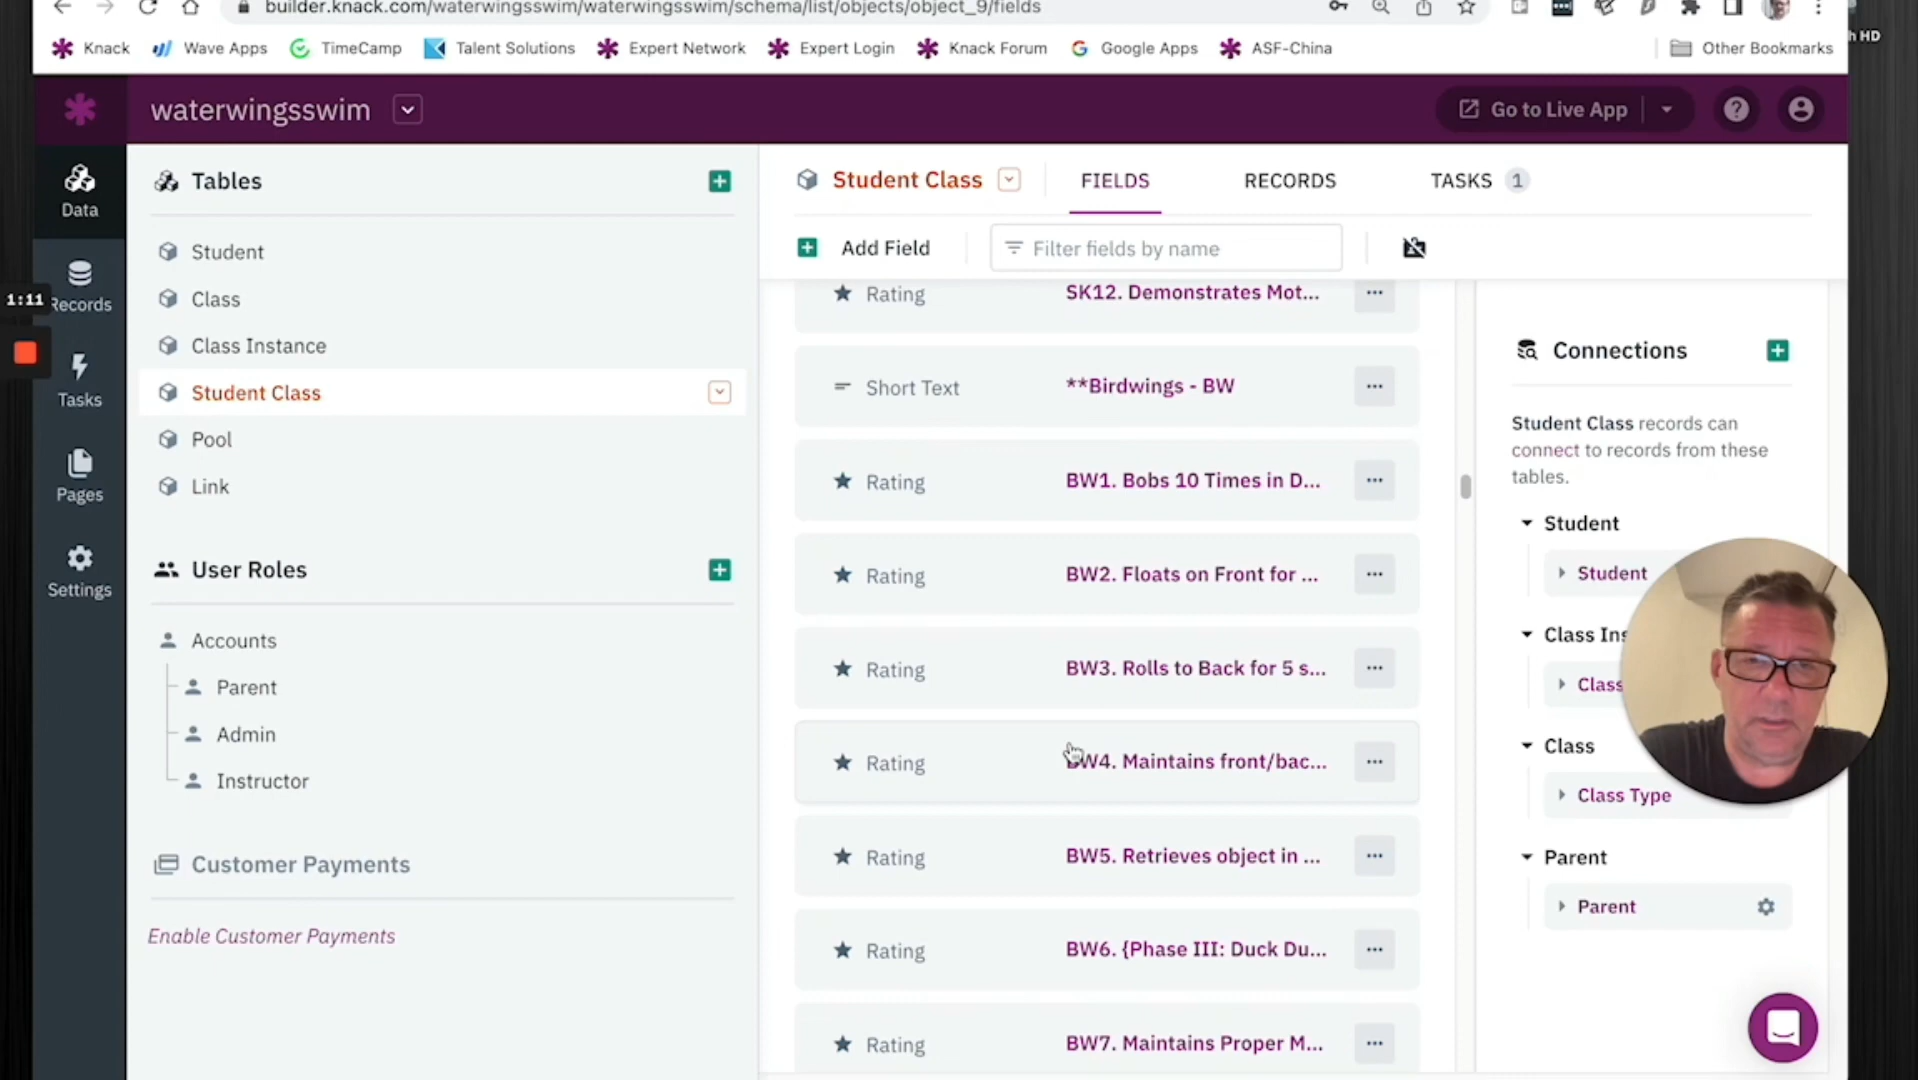 builder.knack.com/waterwingsswim/waterwingsswim/schema/list/objects/object_9/fields
Knack
Wave Apps
TimeCamp
Talent Solutions
Expert Network
Expert Login
Knack Forum
Google Apps
ASF-China
Other Bookmarks
h HD
waterwingsswim
Go to Live App
Data
Records
Tasks
Pages
Settings
1:11
Tables
Student
Class
Class Instance
Student Class
Pool
Link
User Roles
Accounts
Parent
Admin
Instructor
Customer Payments
Enable Customer Payments
Student Class
FIELDS
RECORDS
TASKS 1
Add Field
Filter fields by name
Rating SK12. Demonstrates Mot...
Short Text **Birdwings - BW
Rating BW1. Bobs 10 Times in D...
Rating BW2. Floats on Front for ...
Rating BW3. Rolls to Back for 5 s...
Rating BW4. Maintains front/bac...
Rating BW5. Retrieves object in ...
Rating BW6. {Phase III: Duck Du...
Rating BW7. Maintains Proper M...
Connections
Student Class records can
connect to records from these
tables.
Student
Student
Class Ins
Class
Class
Class Type
Parent
Parent